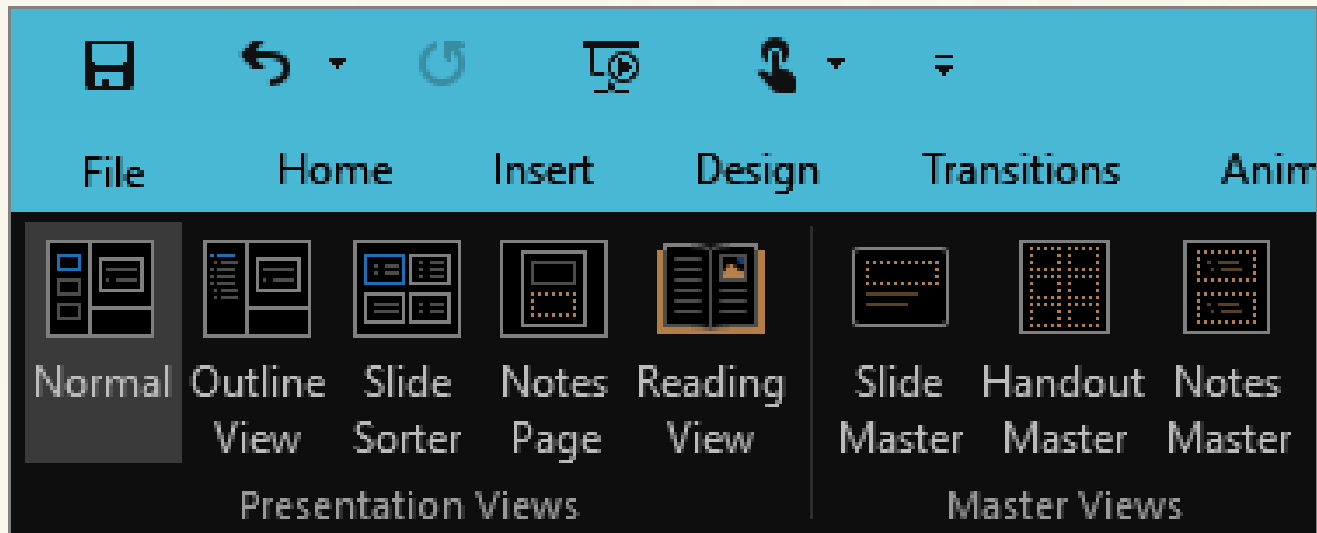 File Home Insert Design Transitions Anim
Normal Outline Slide Notes Reading Slide Handout Notes
View Sorter Page View Master Master Master
Presentation Views Master Views